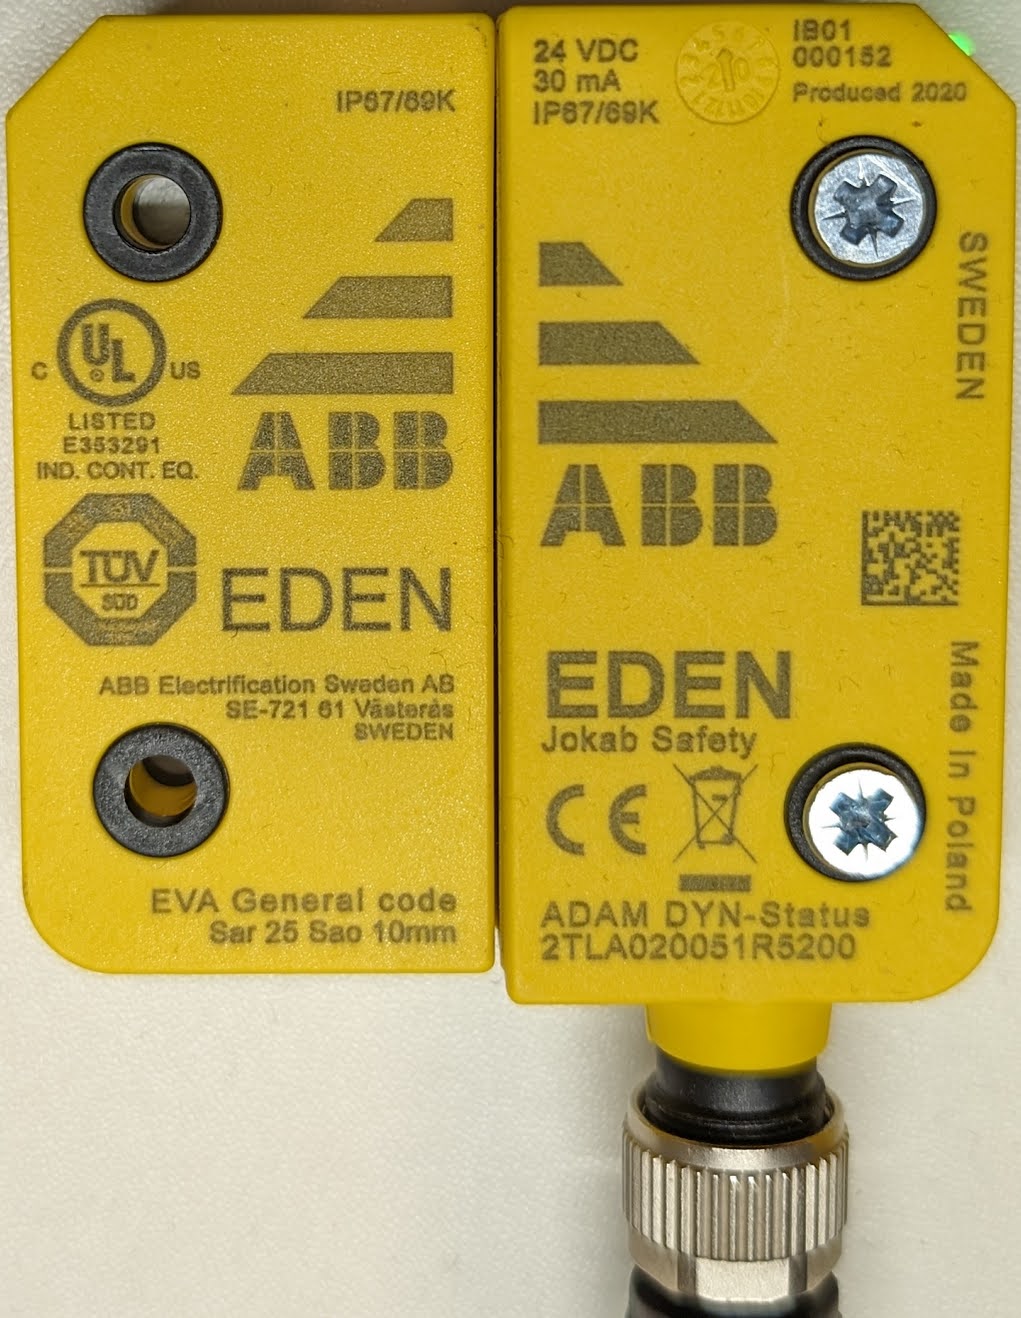 IP67/69K
C UL US
LISTED
E353291
IND. CONT. EQ.
ABB
TÜV
SÜD
EDEN
ABB Electrification Sweden AB
SE-721 61 Västerås
SWEDEN
EVA General code
Sar 25 Sao 10mm
24 VDC
30 mA
IP67/69K
IB01
000152
Produced 2020
SWEDEN
ABB
EDEN
Jokab Safety
CE
Made In Poland
ADAM DYN-Status
2TLA020051R5200